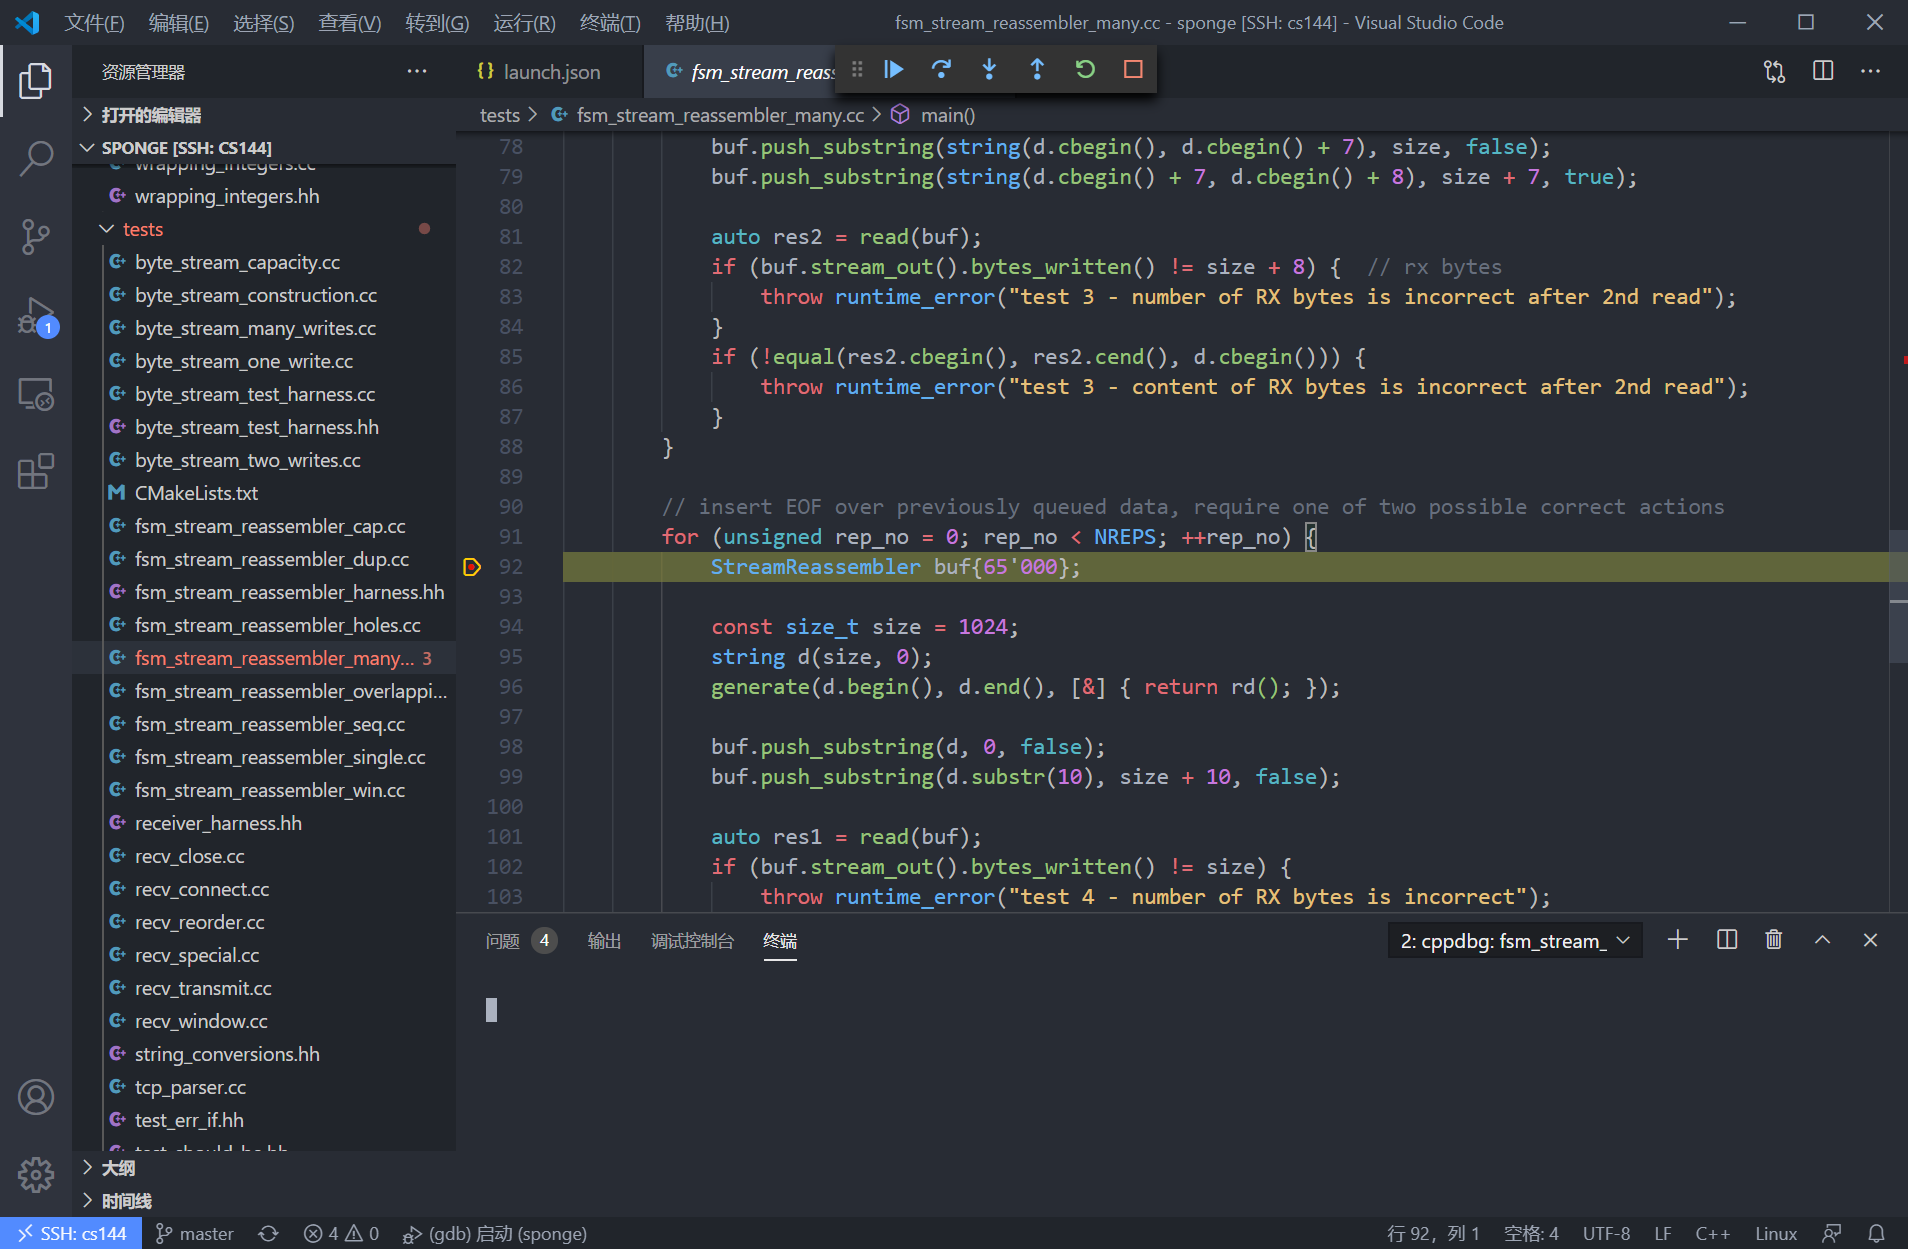 文件(F) 编辑(E) 选择(S) 查看(V) 转到(G) 运行(R) 终端(T) 帮助(H) fsm_stream_reassembler_many.cc - sponge [SSH: cs144] - Visual Studio Code
资源管理器
打开的编辑器
SPONGE [SSH: CS144]
wrapping_integers.cc
wrapping_integers.hh
tests
byte_stream_capacity.cc
byte_stream_construction.cc
byte_stream_many_writes.cc
byte_stream_one_write.cc
byte_stream_test_harness.cc
byte_stream_test_harness.hh
byte_stream_two_writes.cc
CMakeLists.txt
fsm_stream_reassembler_cap.cc
fsm_stream_reassembler_dup.cc
fsm_stream_reassembler_harness.hh
fsm_stream_reassembler_holes.cc
fsm_stream_reassembler_many... 3
fsm_stream_reassembler_overlappi...
fsm_stream_reassembler_seq.cc
fsm_stream_reassembler_single.cc
fsm_stream_reassembler_win.cc
receiver_harness.hh
recv_close.cc
recv_connect.cc
recv_reorder.cc
recv_special.cc
recv_transmit.cc
recv_window.cc
string_conversions.hh
tcp_parser.cc
test_err_if.hh
test_should_be.hh
大纲
时间线
1
{} launch.json fsm_stream_reass
tests > fsm_stream_reassembler_many.cc > main()
78 buf.push_substring(string(d.cbegin(), d.cbegin() + 7), size, false);
79 buf.push_substring(string(d.cbegin() + 7, d.cbegin() + 8), size + 7, true);
80
81 auto res2 = read(buf);
82 if (buf.stream_out().bytes_written() != size + 8) {  // rx bytes
83 throw runtime_error("test 3 - number of RX bytes is incorrect after 2nd read");
84 }
85 if (!equal(res2.cbegin(), res2.cend(), d.cbegin())) {
86 throw runtime_error("test 3 - content of RX bytes is incorrect after 2nd read");
87 }
88 }
89
90 // insert EOF over previously queued data, require one of two possible correct actions
91 for (unsigned rep_no = 0; rep_no < NREPS; ++rep_no) {
92 StreamReassembler buf{65'000};
93
94 const size_t size = 1024;
95 string d(size, 0);
96 generate(d.begin(), d.end(), [&] { return rd(); });
97
98 buf.push_substring(d, 0, false);
99 buf.push_substring(d.substr(10), size + 10, false);
100
101 auto res1 = read(buf);
102 if (buf.stream_out().bytes_written() != size) {
103 throw runtime_error("test 4 - number of RX bytes is incorrect");
问题 4 输出 调试控制台 终端 2: cppdbg: fsm_stream_
SSH: cs144 master 4 0 (gdb) 启动 (sponge) 行 92，列 1 空格: 4 UTF-8 LF C++ Linux